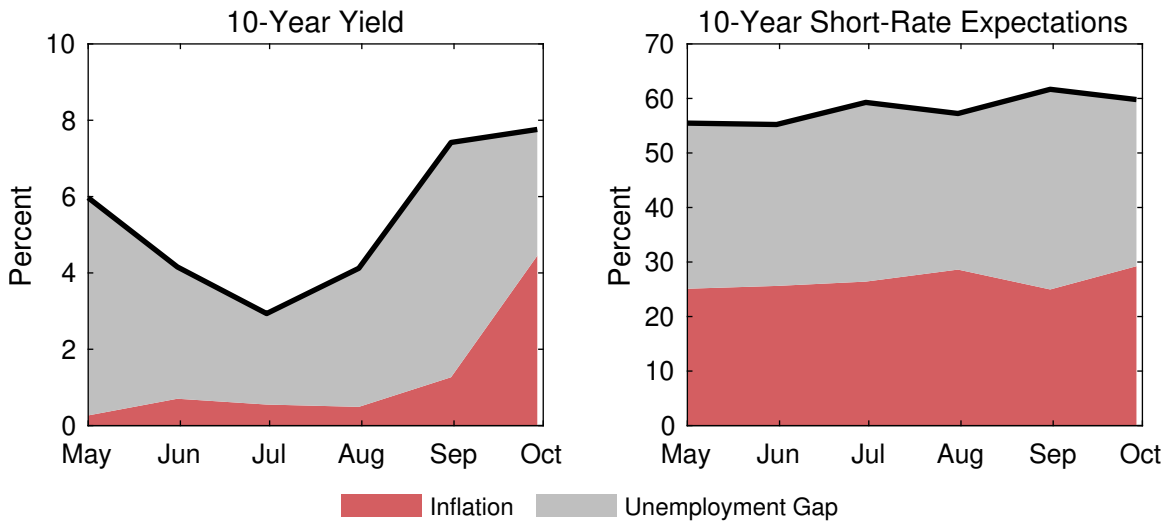 10-Year Yield
10
8
6
4
2
0
Percent
May Jun Jul Aug Sep Oct
10-Year Short-Rate Expectations
70
60
50
40
30
20
10
0
Percent
May Jun Jul Aug Sep Oct
Inflation
Unemployment Gap